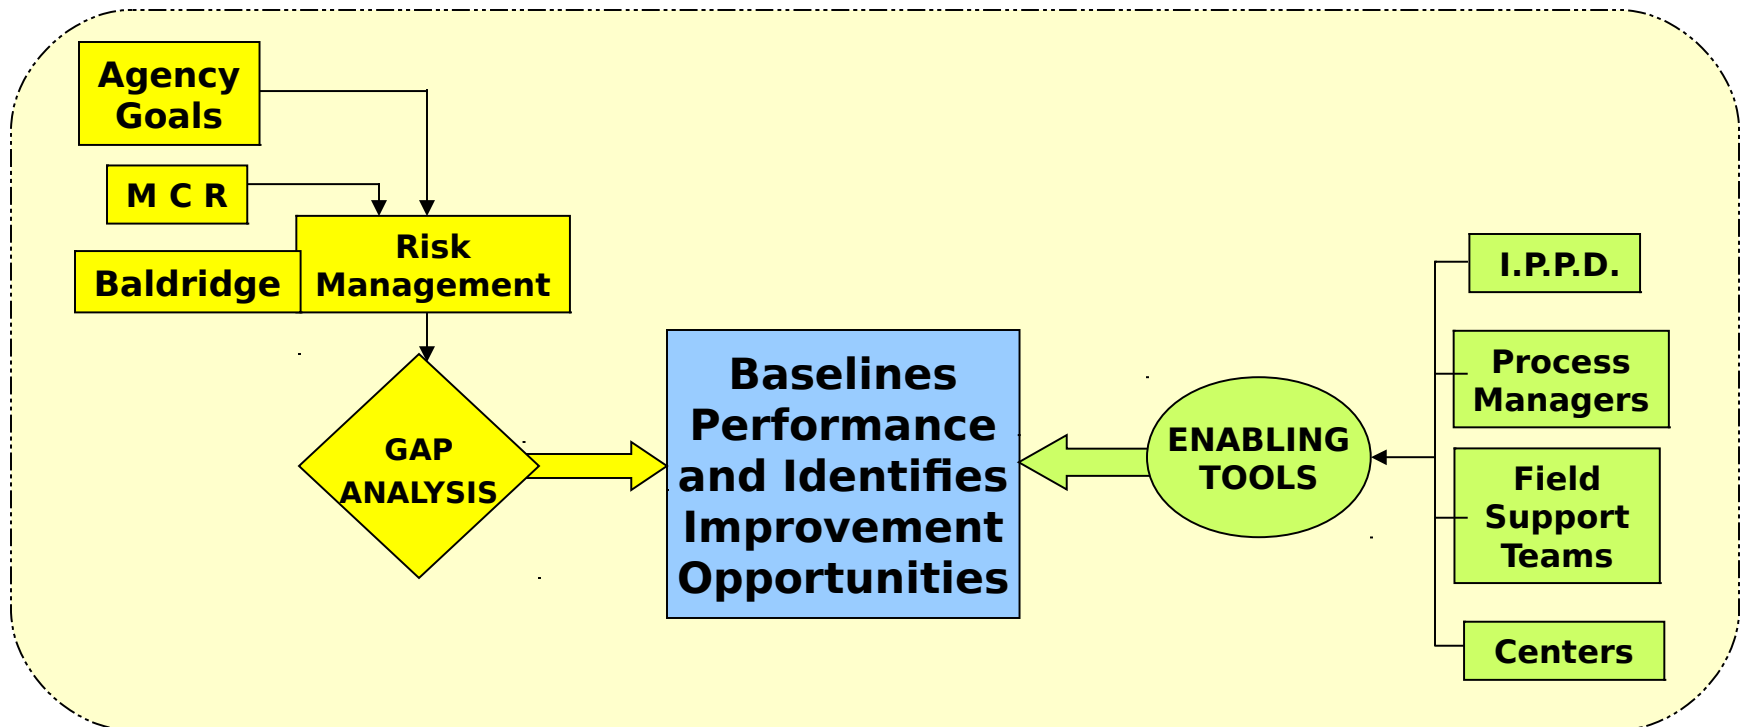 Agency
Goals
M C R
Risk
Management
Baldridge
GAP
ANALYSIS
Baselines
Performance
and Identifies
Improvement
Opportunities
ENABLING
TOOLS
I.P.P.D.
Process
Managers
Field
Support
Teams
Centers